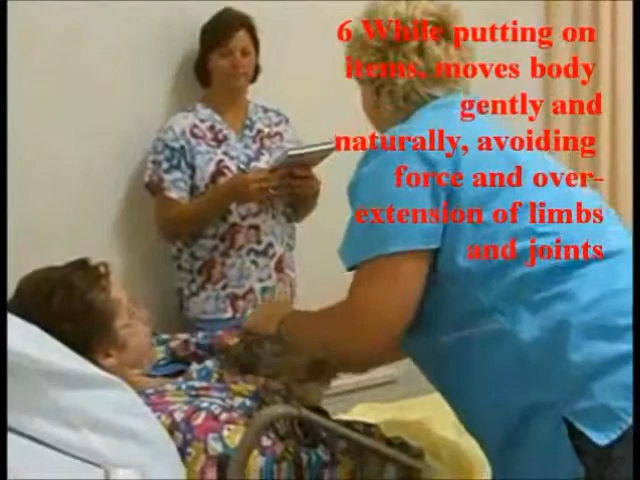 6 While putting on
items, moves body
gently and
naturally, avoiding
force and over-
extension of limbs
and joints